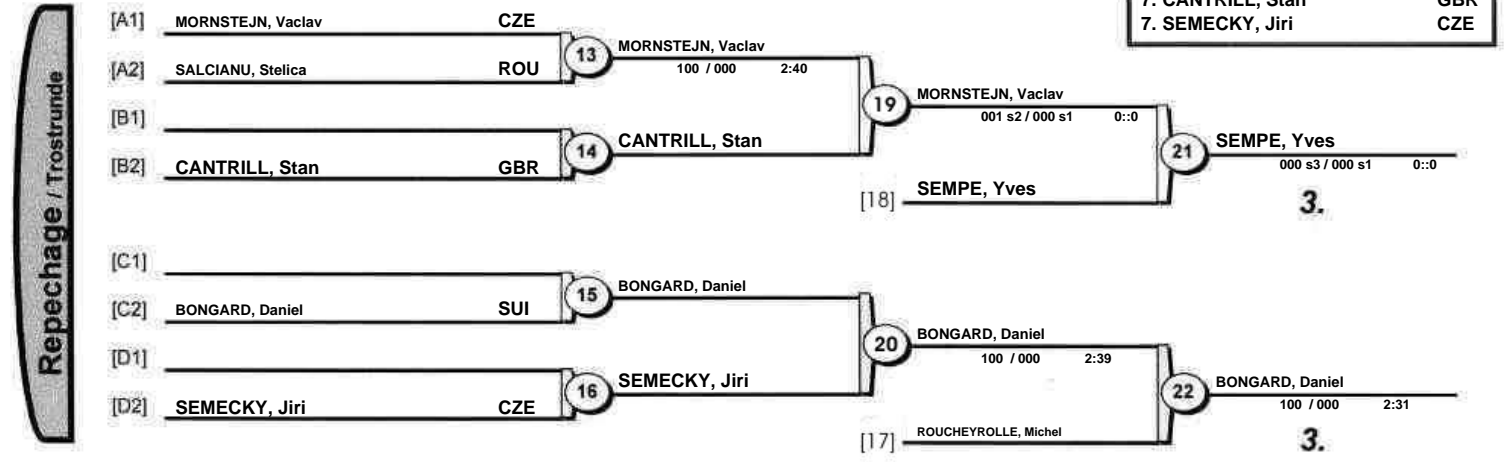 7. CANTRILL, Stan GBR
7. SEMECKY, Jiri CZE
Repechage / Trostrunde
[A1] MORNSTEJN, Vaclav CZE
[A2] SALCIANU, Stelica ROU
13
MORNSTEJN, Vaclav
100 / 000 2:40
[B1]
[B2] CANTRILL, Stan GBR
14
CANTRILL, Stan
19
MORNSTEJN, Vaclav
001 s2 / 000 s1 0::0
[18] SEMPE, Yves
21
SEMPE, Yves
000 s3 / 000 s1 0::0
3.
[C1]
[C2] BONGARD, Daniel SUI
15
BONGARD, Daniel
[D1]
[D2] SEMECKY, Jiri CZE
16
SEMECKY, Jiri
20
BONGARD, Daniel
100 / 000 2:39
[17] ROUCHEYROLLE, Michel
22
BONGARD, Daniel
100 / 000 2:31
3.